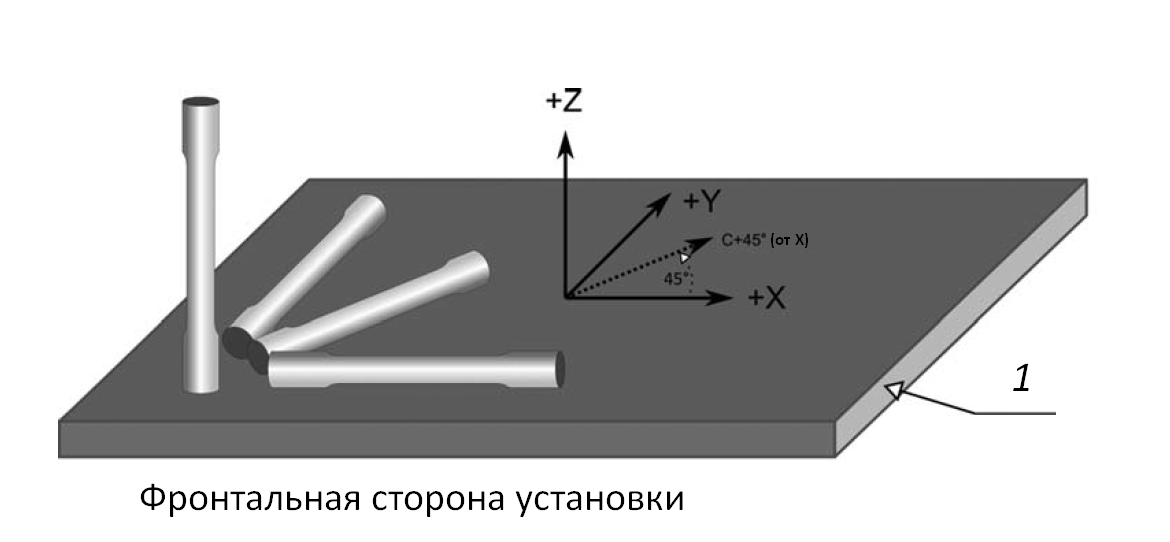 +Z
+Y
C+45° (от X)
45°
+X
1
Фронтальная сторона установки